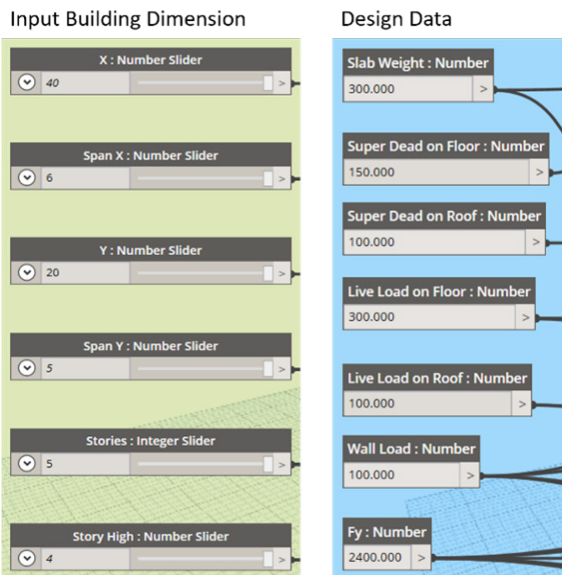 Input Building Dimension
X : Number Slider
40
>
Span X : Number Slider
6
>
Y : Number Slider
20
>
Span Y : Number Slider
5
>
Stories : Integer Slider
5
>
Story High : Number Slider
4
>
Design Data
Slab Weight : Number
300.000 >
Super Dead on Floor : Number
150.000 >
Super Dead on Roof : Number
100.000 >
Live Load on Floor : Number
300.000 >
Live Load on Roof : Number
100.000 >
Wall Load : Number
100.000 >
Fy : Number
2400.000 >